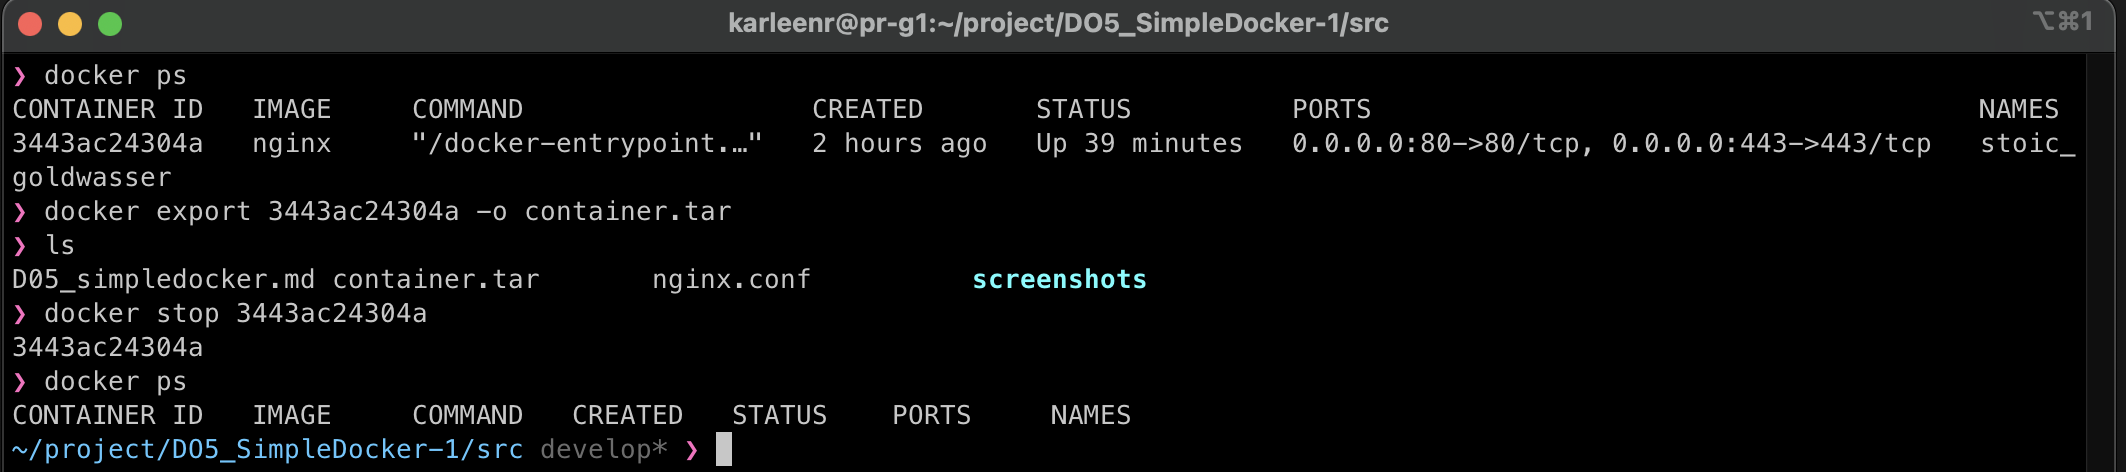 karleenr@pr-g1:~/project/DO5_SimpleDocker-1/src
⌥⌘1
❯ docker ps
CONTAINER ID   IMAGE     COMMAND                  CREATED       STATUS          PORTS                                      NAMES
3443ac24304a   nginx     "/docker-entrypoint.…"   2 hours ago   Up 39 minutes   0.0.0.0:80->80/tcp, 0.0.0.0:443->443/tcp   stoic_
goldwasser
❯ docker export 3443ac24304a -o container.tar
❯ ls
D05_simpledocker.md container.tar       nginx.conf          screenshots
❯ docker stop 3443ac24304a
3443ac24304a
❯ docker ps
CONTAINER ID   IMAGE     COMMAND   CREATED   STATUS    PORTS     NAMES
~/project/DO5_SimpleDocker-1/src develop* ❯